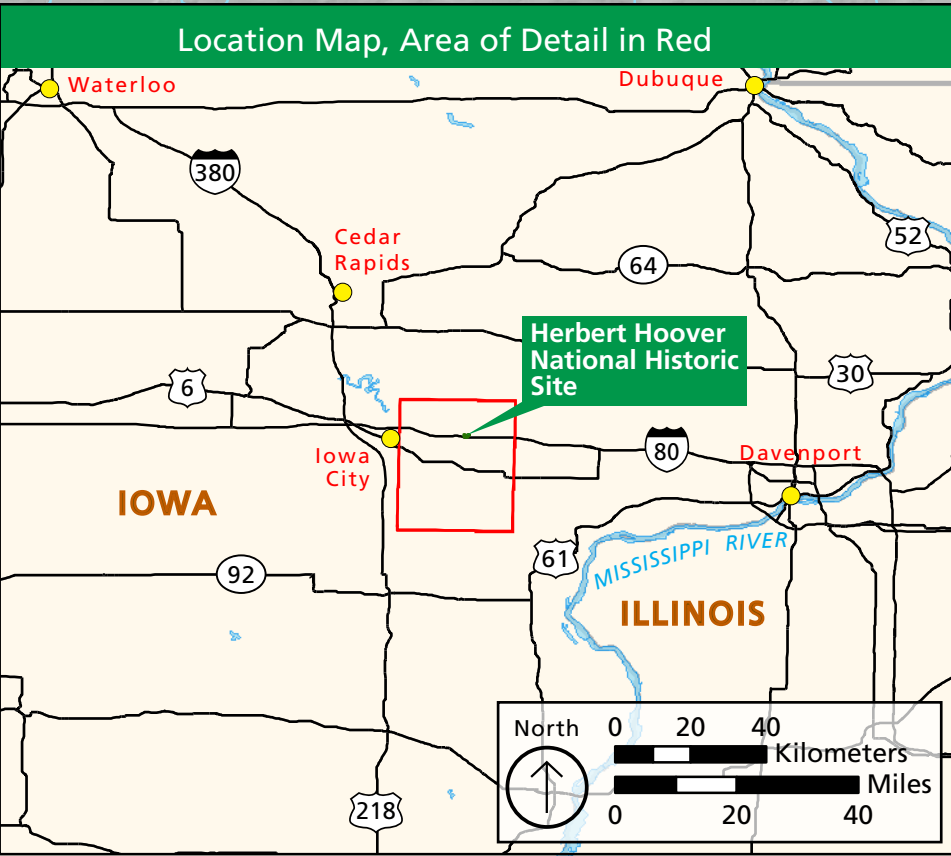 Location Map, Area of Detail in Red
Waterloo
Dubuque
380
52
Cedar
Rapids
64
Herbert Hoover
National Historic
Site
30
6
80
Davenport
Iowa
City
IOWA
61
MISSISSIPPI RIVER
92
ILLINOIS
North
0 20 40
Kilometers
Miles
0 20 40
218